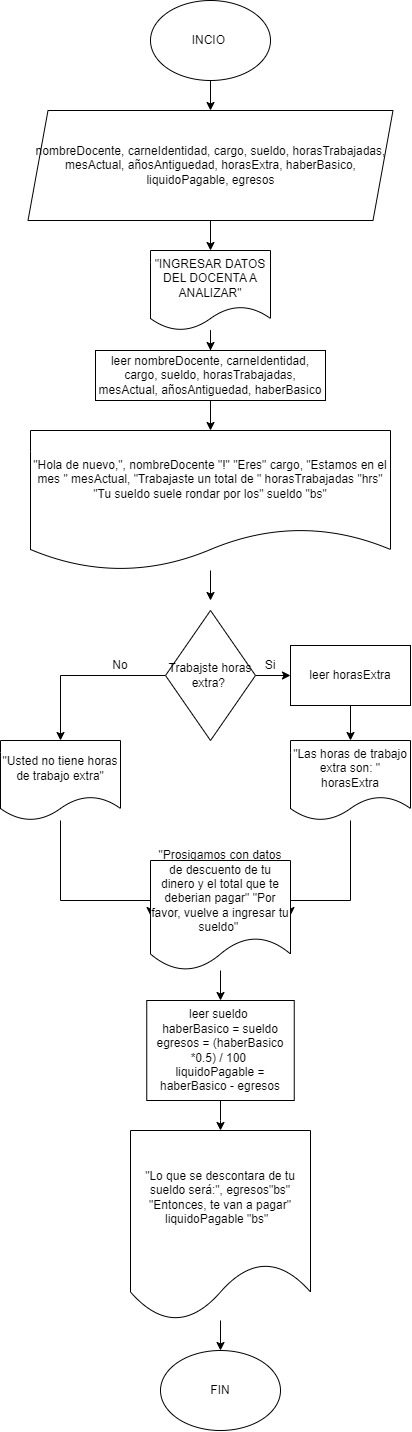 INCIO
nombreDocente, carneIdentidad, cargo, sueldo, horasTrabajadas,
mesActual, añosAntiguedad, horasExtra, haberBasico,
liquidoPagable, egresos
"INGRESAR DATOS
DEL DOCENTA A
ANALIZAR"
leer nombreDocente, carneIdentidad,
cargo, sueldo, horasTrabajadas,
mesActual, añosAntiguedad, haberBasico
"Hola de nuevo,", nombreDocente "!" "Eres" cargo, "Estamos en el
mes " mesActual, "Trabajaste un total de " horasTrabajadas "hrs"
"Tu sueldo suele rondar por los" sueldo "bs"
Trabajste horas
extra?
No
Si
leer horasExtra
"Usted no tiene horas
de trabajo extra"
"Las horas de trabajo
extra son: "
horasExtra
"Prosigamos con datos
de descuento de tu
dinero y el total que te
deberian pagar" "Por
favor, vuelve a ingresar tu
sueldo"
leer sueldo
haberBasico = sueldo
egresos = (haberBasico
*0.5) / 100
liquidoPagable =
haberBasico - egresos
"Lo que se descontara de tu
sueldo será:", egresos"bs"
"Entonces, te van a pagar"
liquidoPagable "bs"
FIN